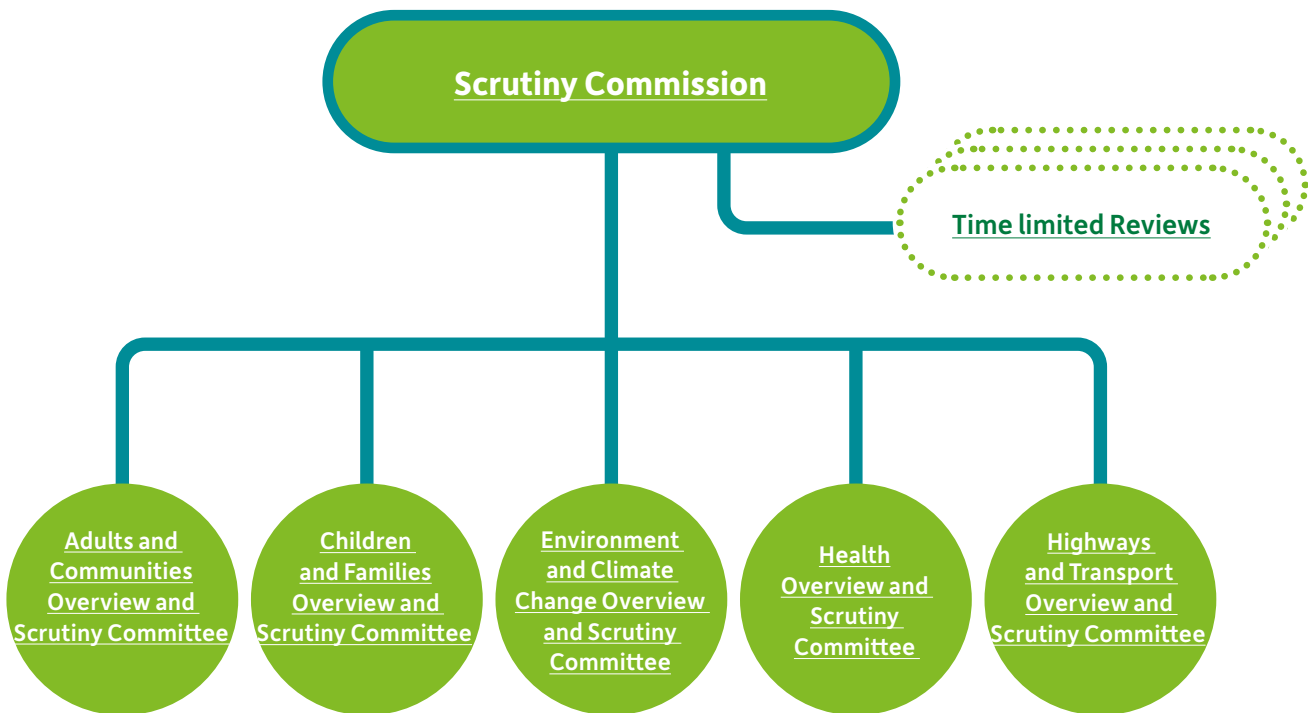 Scrutiny Commission
Time limited Reviews
Adults and
Communities
Overview and
Scrutiny Committee
Children
and Families
Overview and
Scrutiny Committee
Environment
and Climate
Change Overview
and Scrutiny
Committee
Health
Overview and
Scrutiny
Committee
Highways
and Transport
Overview and
Scrutiny Committee